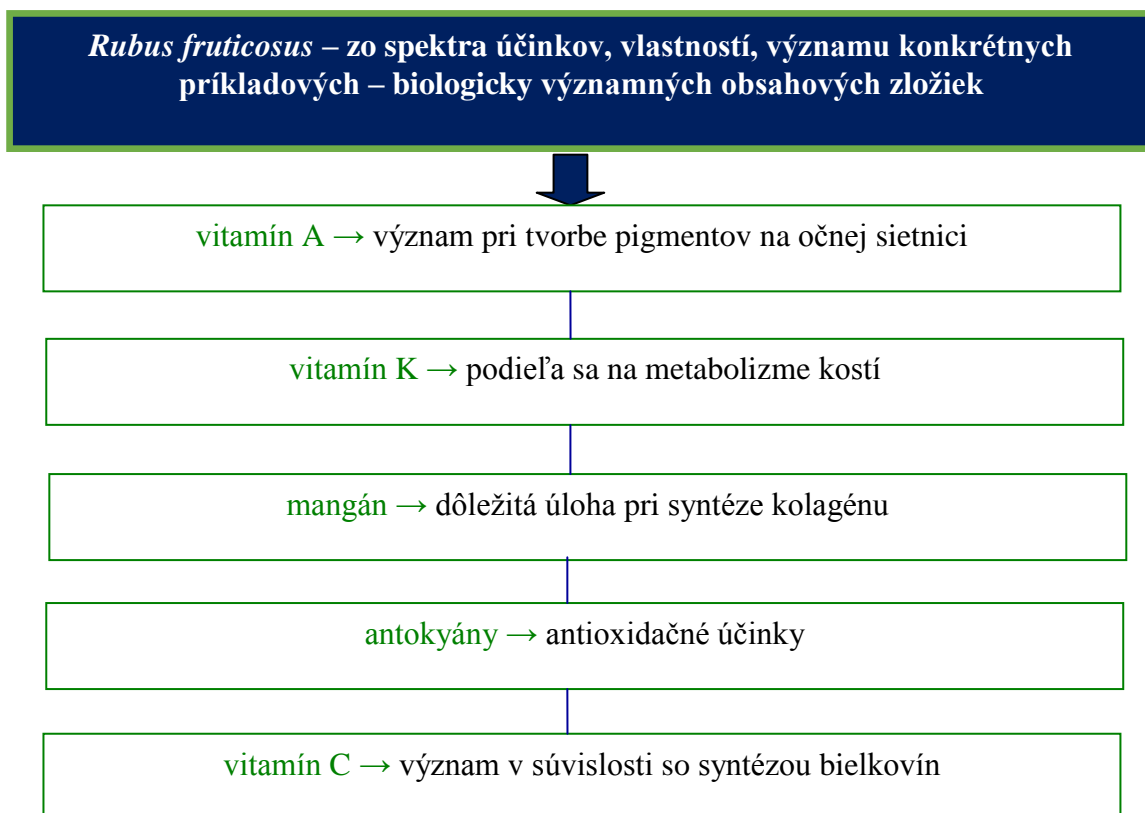 Rubus fruticosus – zo spektra účinkov, vlastností, významu konkrétnych
príkladových – biologicky významných obsahových zložiek
vitamín A → význam pri tvorbe pigmentov na očnej sietnici
vitamín K → podieľa sa na metabolizme kostí
mangán → dôležitá úloha pri syntéze kolagénu
antokyány → antioxidačné účinky
vitamín C → význam v súvislosti so syntézou bielkovín